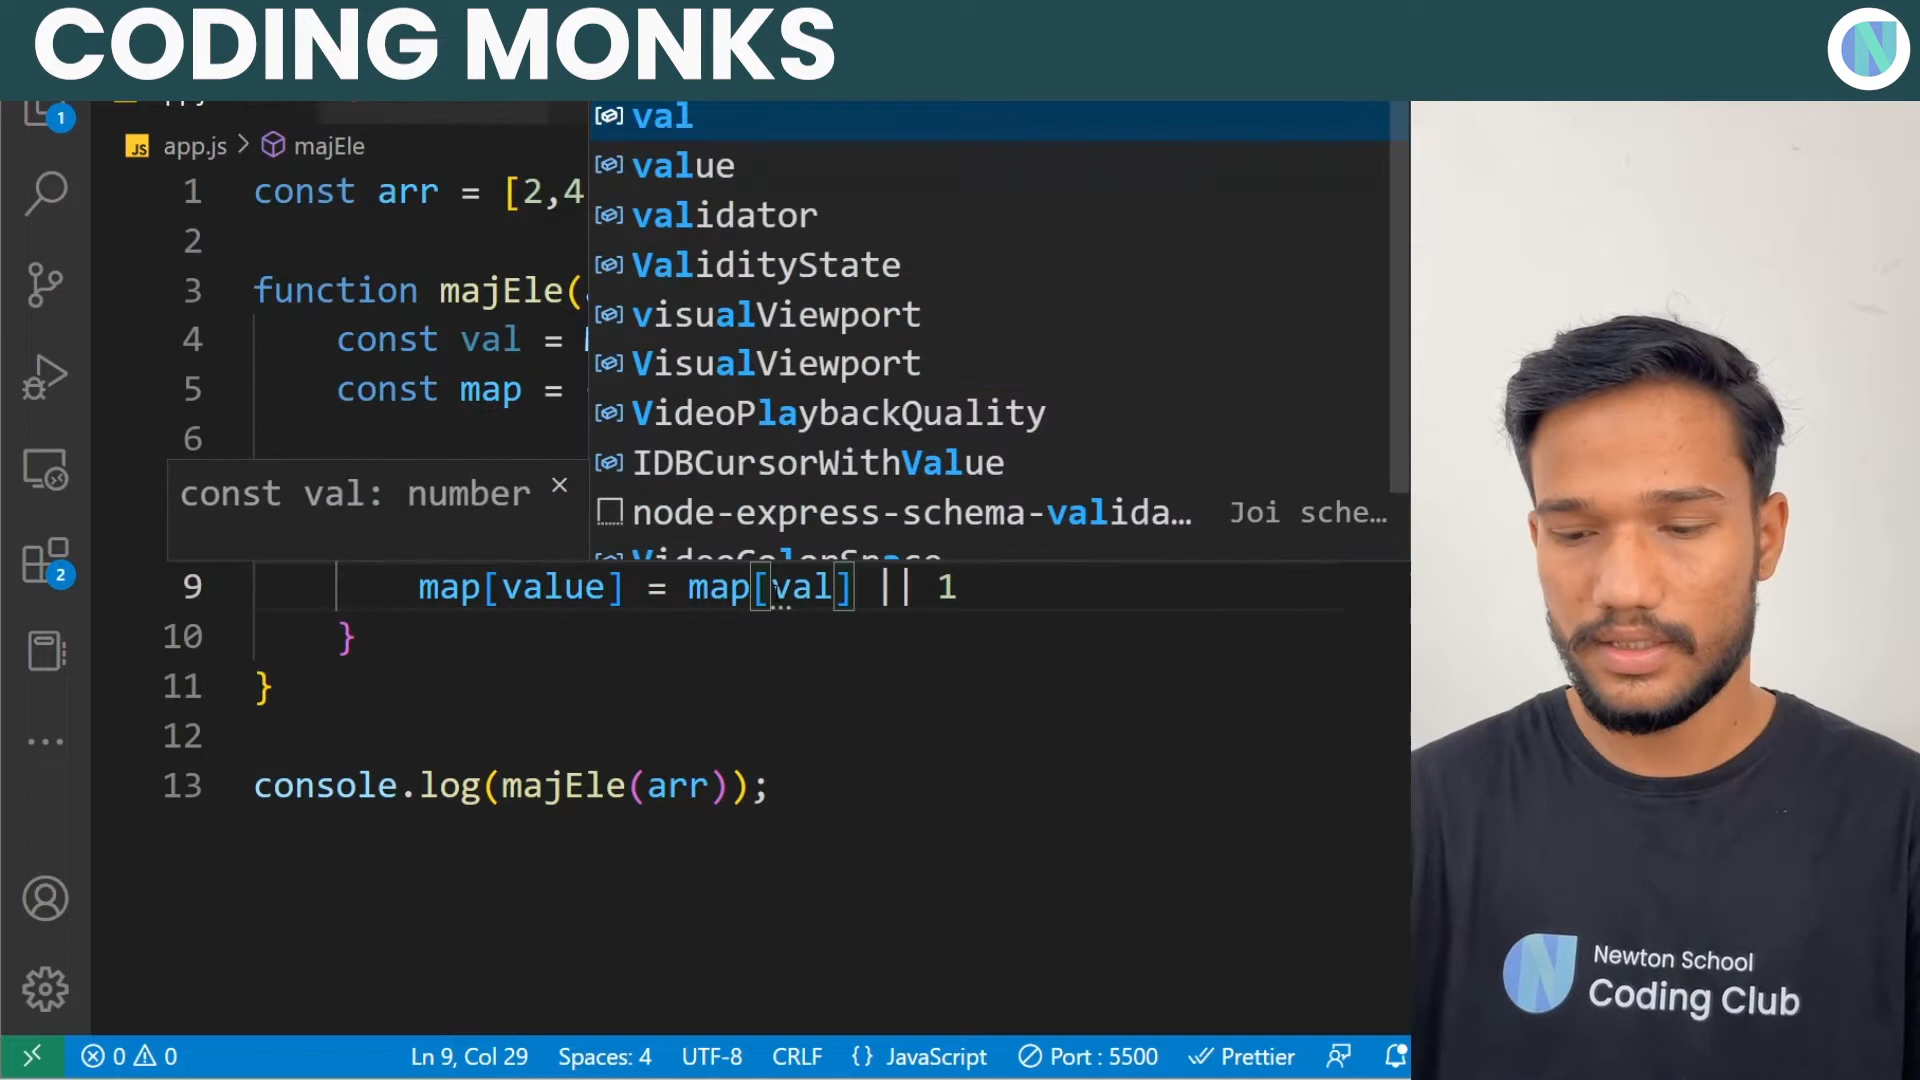 CODING MONKS
1
app.js > majEle
val
value
validator
ValidityState
visualViewport
VisualViewport
VideoPlaybackQuality
IDBCursorWithValue
node-express-schema-valida... Joi sche...
VideoColorSpace
1 const arr = [2,4
2
3 function majEle(
4 const val =
5 const map =
6
const val: number ×
9 map[value] = map[val] || 1
10 }
11 }
12
13 console.log(majEle(arr));
2
Newton School
Coding Club
0 0 Ln 9, Col 29 Spaces: 4 UTF-8 CRLF {} JavaScript Port : 5500 Prettier